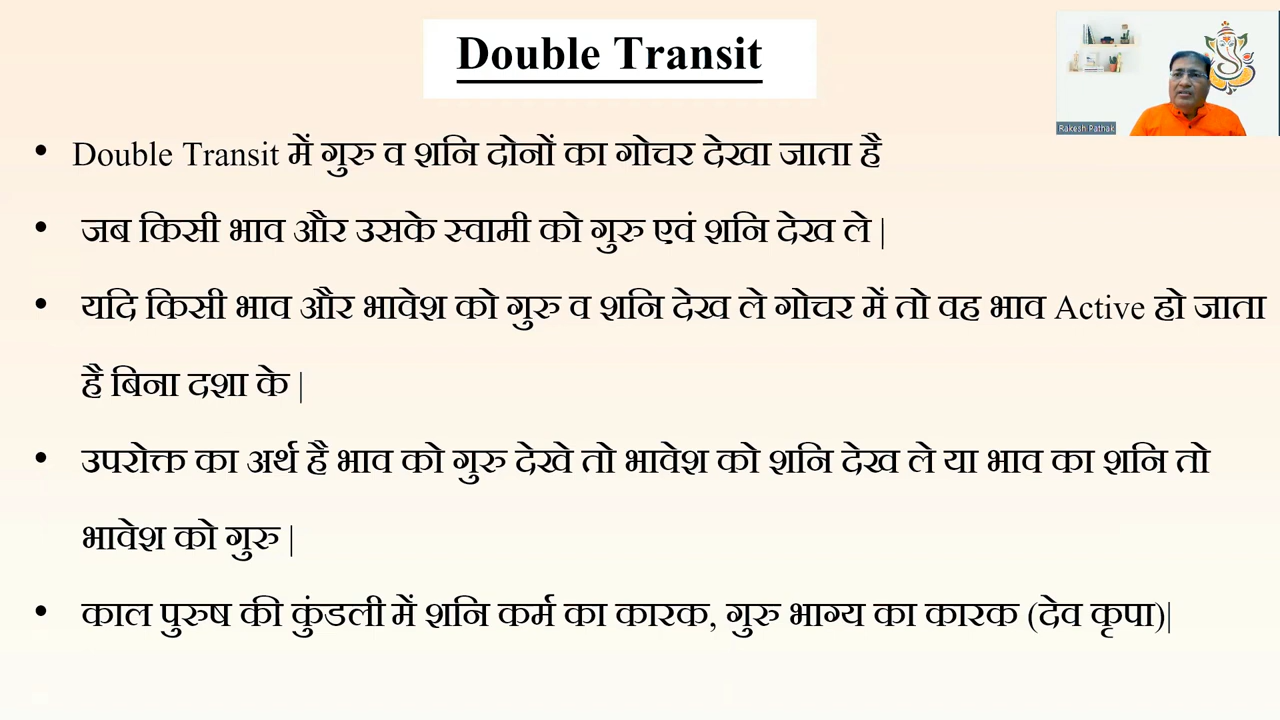 Double Transit
Rakesh Pathak
• Double Transit में गुरु व शनि दोनों का गोचर देखा जाता है
• जब किसी भाव और उसके स्वामी को गुरु एवं शनि देख ले |
• यदि किसी भाव और भावेश को गुरु व शनि देख ले गोचर में तो वह भाव Active हो जाता
है बिना दशा के |
• उपरोक्त का अर्थ है भाव को गुरु देखे तो भावेश को शनि देख ले या भाव का शनि तो
भावेश को गुरु |
• काल पुरुष की कुंडली में शनि कर्म का कारक, गुरु भाग्य का कारक (देव कृपा)|